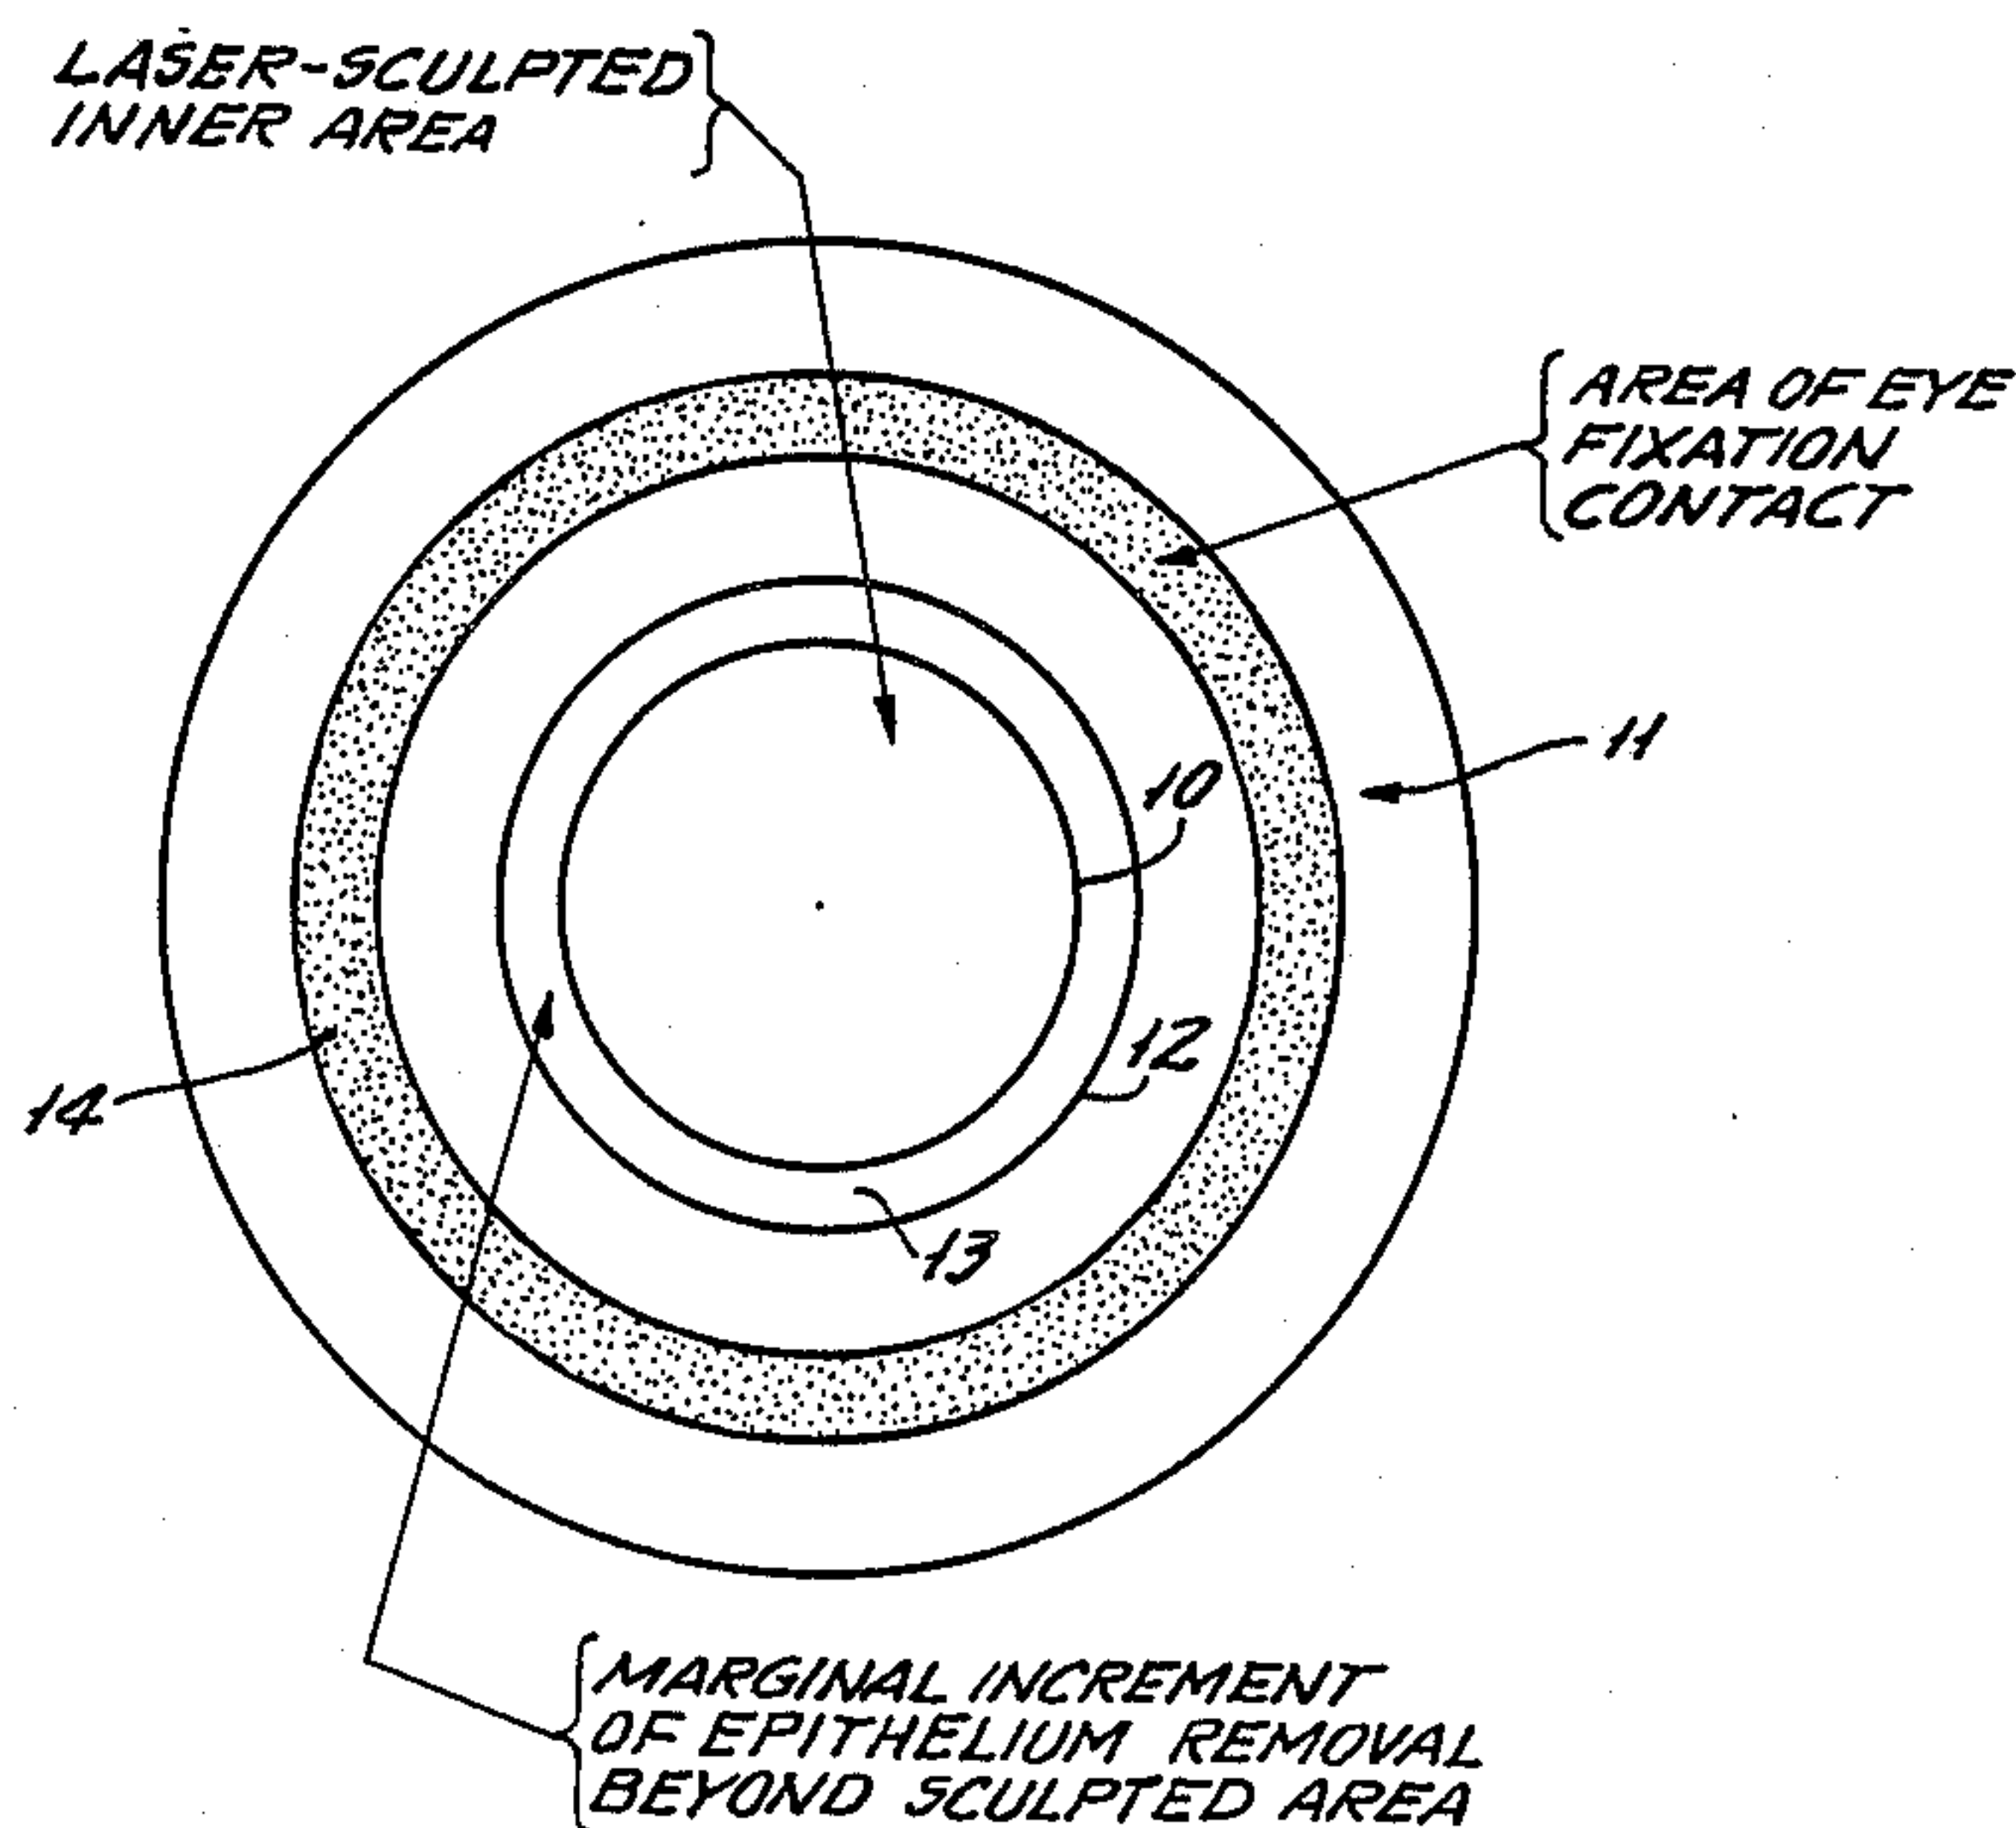 LASER-SCULPTED
INNER AREA
AREA OF EYE
FIXATION
CONTACT
11
10
12
14
13
MARGINAL INCREMENT
OF EPITHELIUM REMOVAL
BEYOND SCULPTED AREA